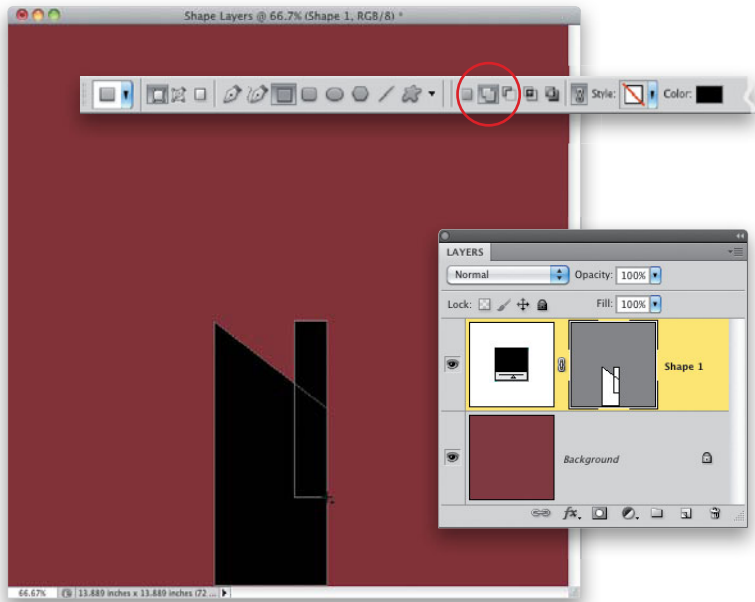 Shape Layers @ 66.7% (Shape 1, RGB/8) *
Style: Color:
LAYERS
Normal Opacity: 100%
Lock: Fill: 100%
Shape 1
Background
fx.
66.67% 13.889 inches x 13.889 inches (72 ...